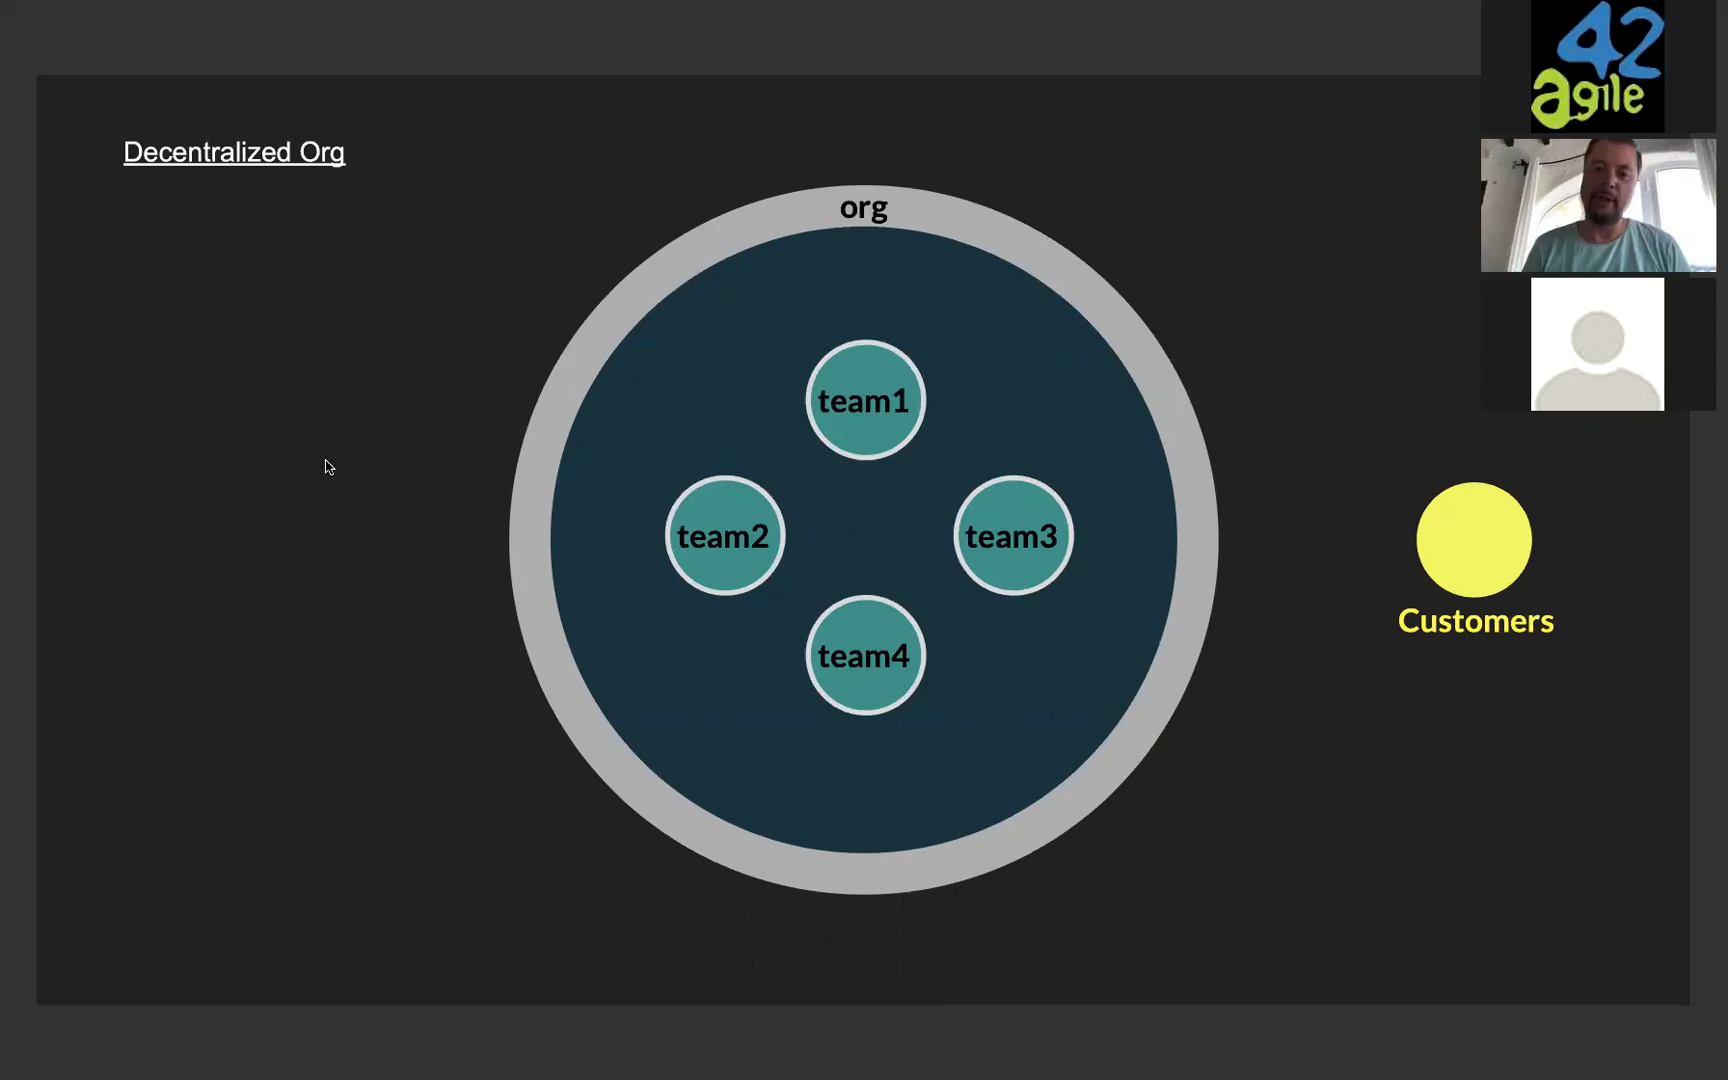 42
agile
Decentralized Org
org
team1
team2
team3
team4
Customers